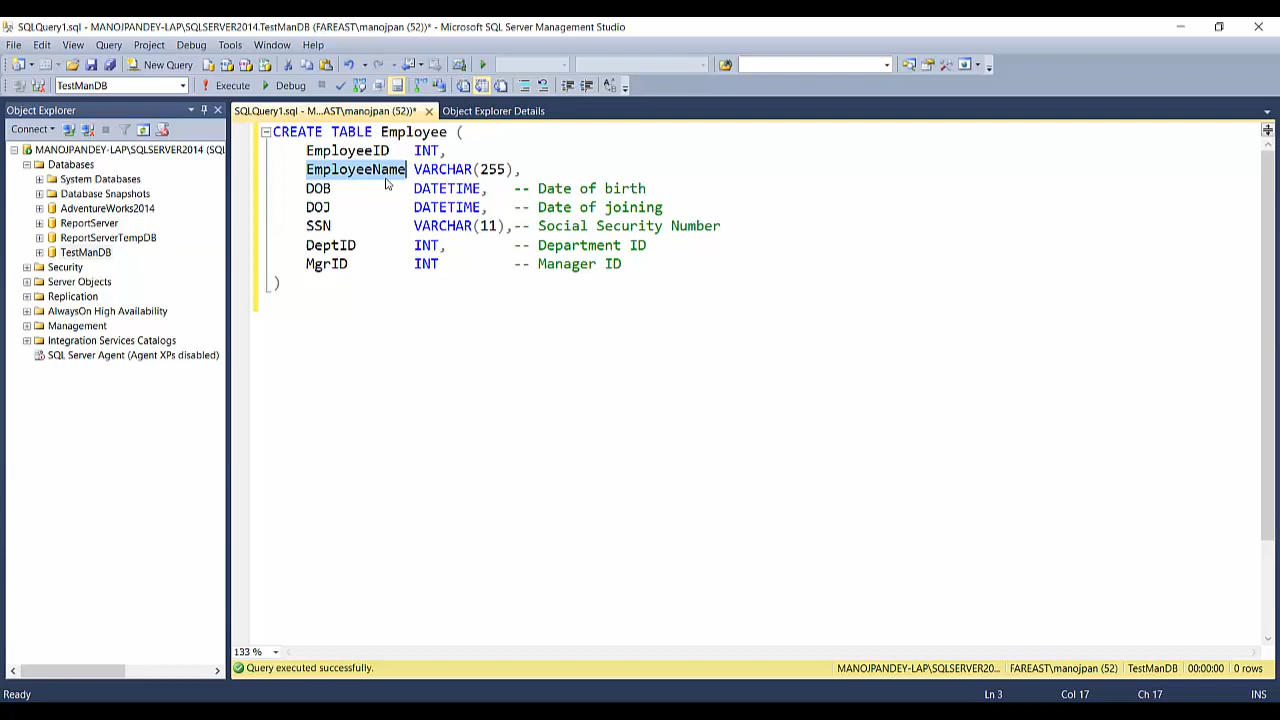 SQLQuery1.sql - MANOJPANDEY-LAP\SQLSERVER2014.TestManDB (FAREAST\manojpan (52))* - Microsoft SQL Server Management Studio
File Edit View Query Project Debug Tools Window Help
New Query
TestManDB Execute Debug
Object Explorer
SQLQuery1.sql - M...AST\manojpan (52))* Object Explorer Details
Connect
MANOJPANDEY-LAP\SQLSERVER2014 (SQL
Databases
System Databases
Database Snapshots
AdventureWorks2014
ReportServer
ReportServerTempDB
TestManDB
Security
Server Objects
Replication
AlwaysOn High Availability
Management
Integration Services Catalogs
SQL Server Agent (Agent XPs disabled)
CREATE TABLE Employee (
EmployeeID INT,
EmployeeName VARCHAR(255),
DOB DATETIME, -- Date of birth
DOJ DATETIME, -- Date of joining
SSN VARCHAR(11),-- Social Security Number
DeptID INT, -- Department ID
MgrID INT -- Manager ID
)
133 %
Query executed successfully. MANOJPANDEY-LAP\SQLSERVER20... FAREAST\manojpan (52) TestManDB 00:00:00 0 rows
Ready Ln 3 Col 17 Ch 17 INS